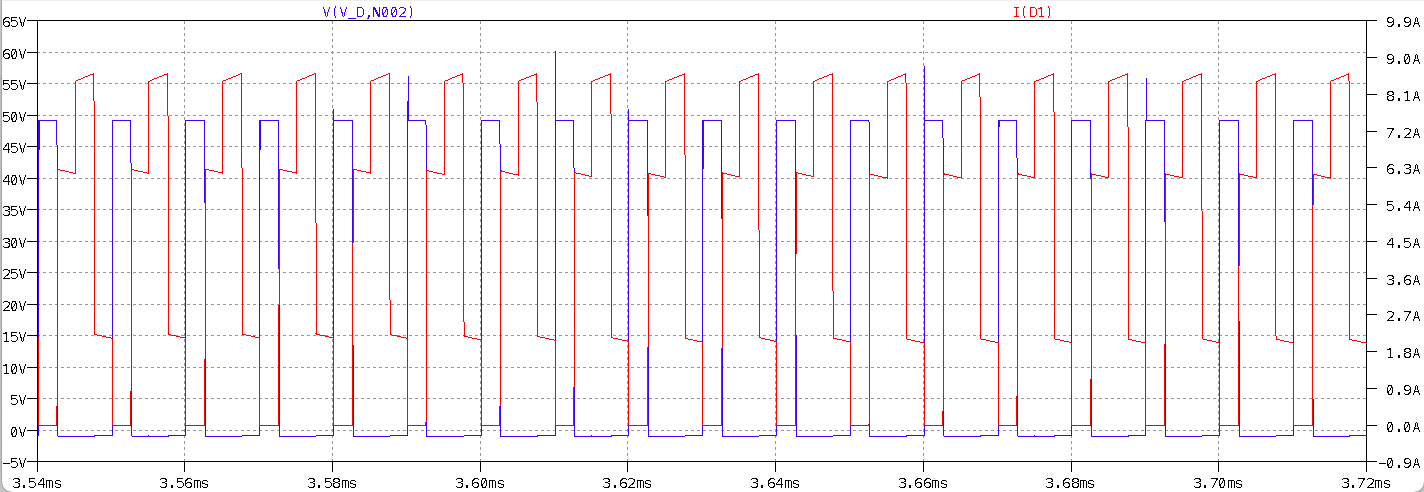 V(V_D,N002) I(D1)
65V 9.9A
60V 9.0A
55V 8.1A
50V 7.2A
45V 6.3A
40V 5.4A
35V 4.5A
30V 3.6A
25V 2.7A
20V 1.8A
15V 0.9A
10V 0.0A
5V -0.9A
0V
-5V
3.54ms 3.56ms 3.58ms 3.60ms 3.62ms 3.64ms 3.66ms 3.68ms 3.70ms 3.72ms